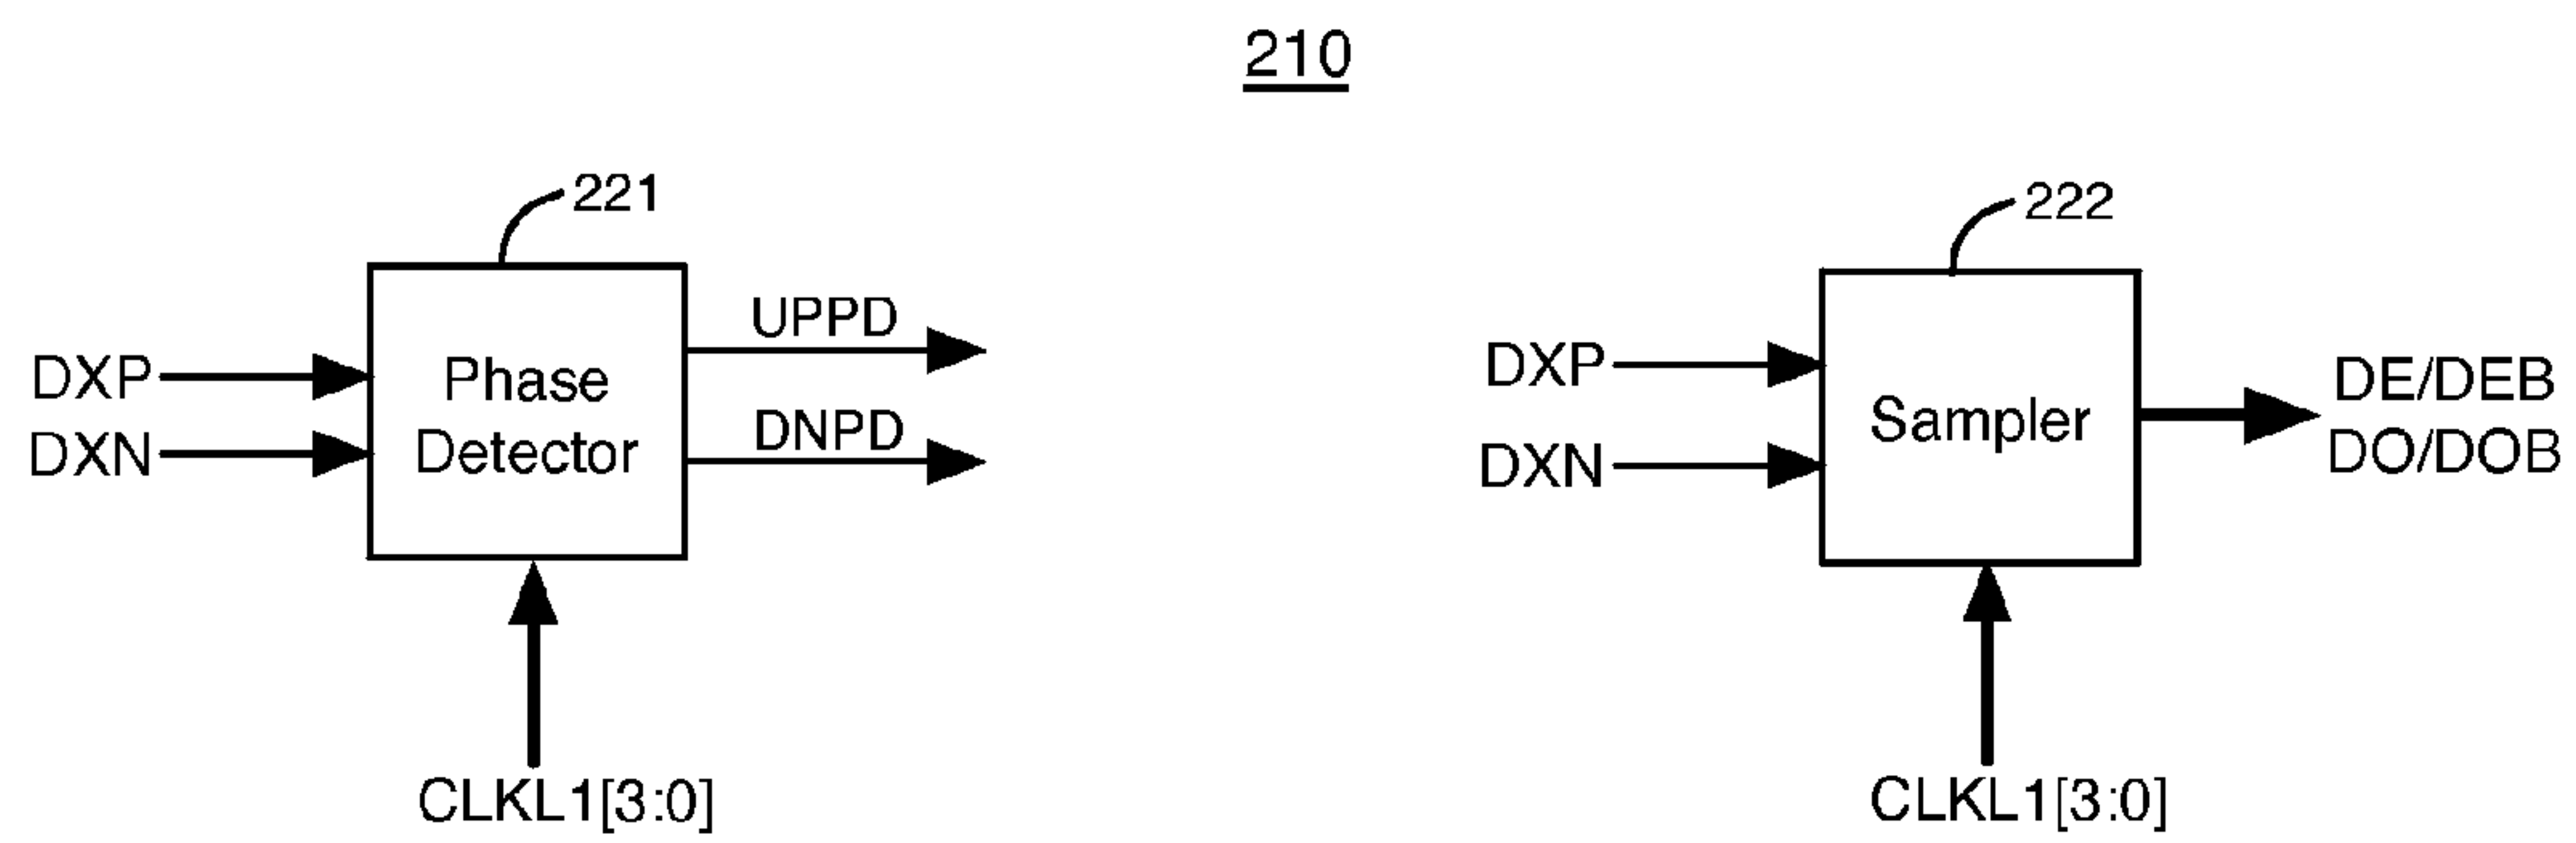 210
221
DXP
DXN
Phase
Detector
UPPD
DNPD
CLKL1[3:0]
222
DXP
DXN
Sampler
DE/DEB
DO/DOB
CLKL1[3:0]